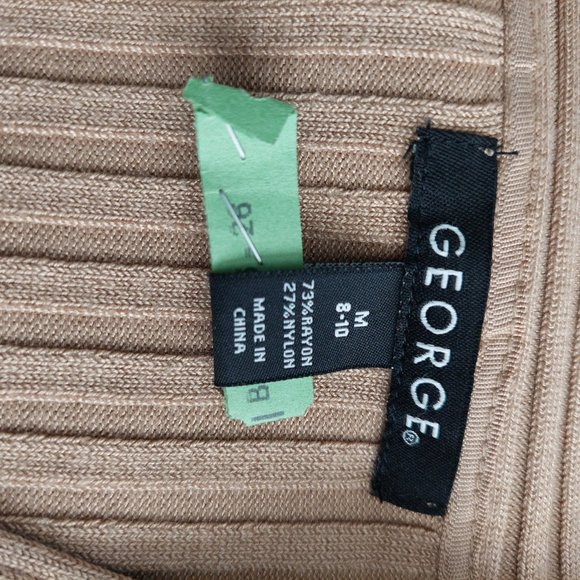 GEORGE®
M
8-10
73%RAYON
27%NYLON
MADE IN
CHINA